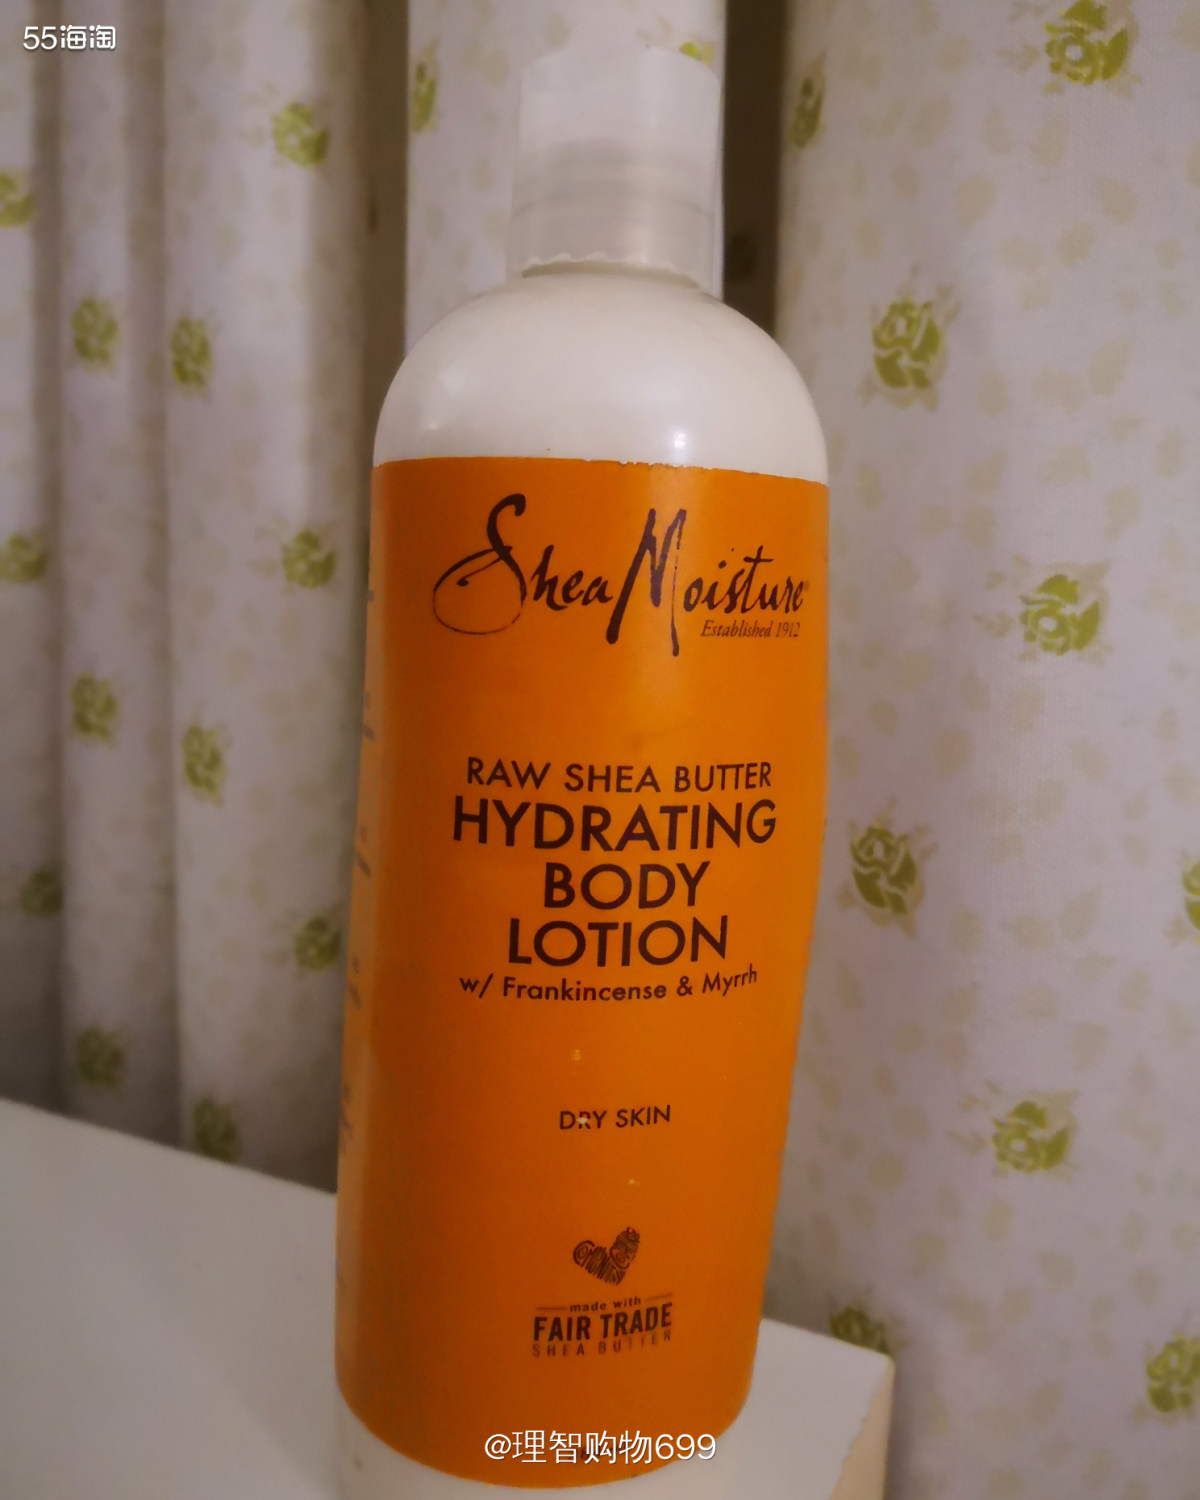 55海淘
SheaMoisture
Established 1912
RAW SHEA BUTTER
HYDRATING
BODY
LOTION
w/ Frankincense & Myrrh
DRY SKIN
made with
FAIR TRADE
SHEA BUTTER
@理智购物699